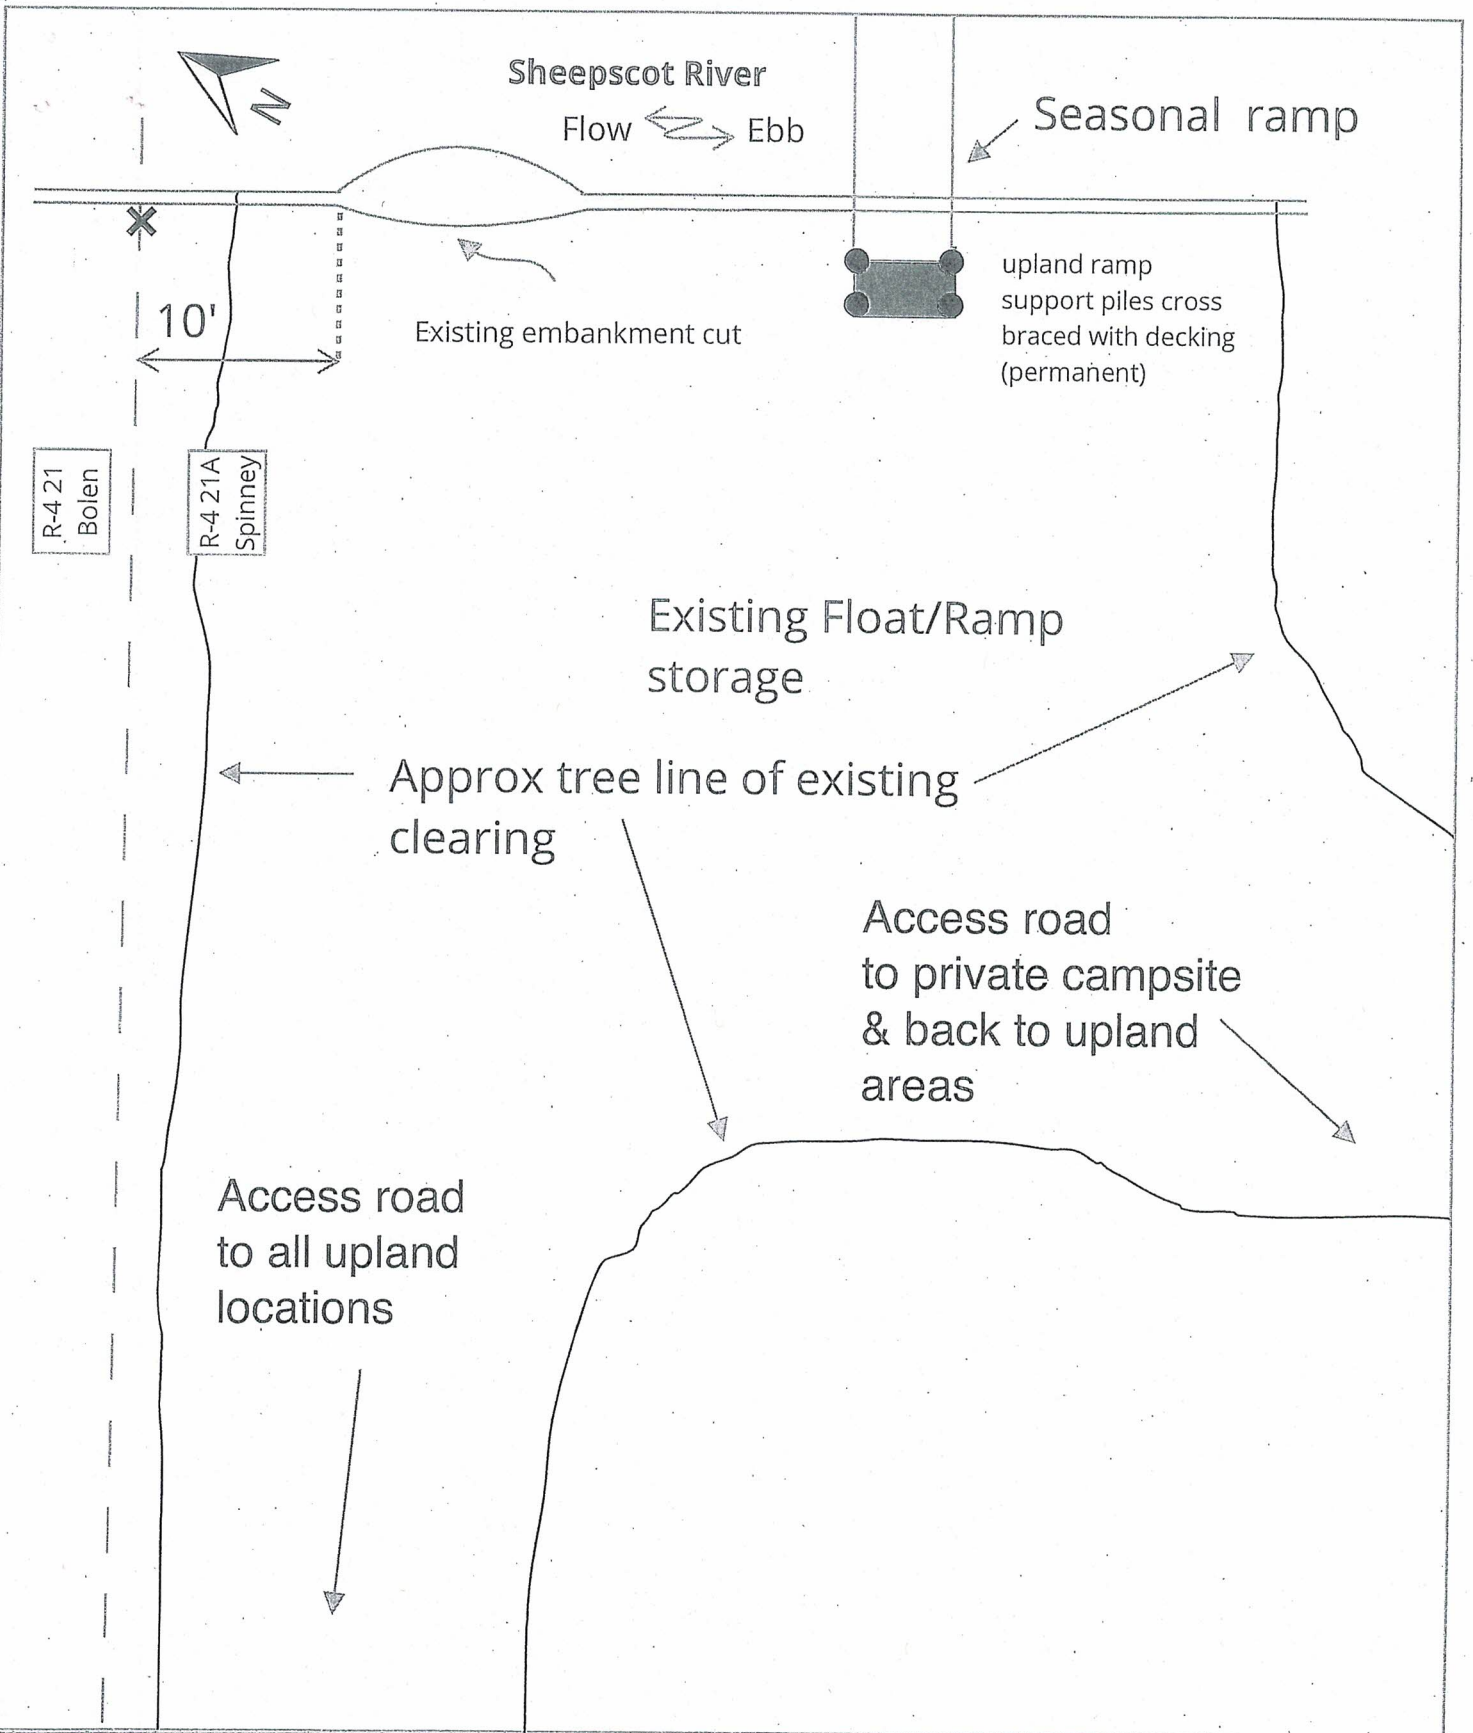 N
Sheepscot River
Flow Ebb
Seasonal ramp
10'
upland ramp
support piles cross
braced with decking
(permanent)
Existing embankment cut
R-4 21
Bolen
R-4 21A
Spinney
Existing Float/Ramp
storage
Approx tree line of existing
clearing
Access road
to private campsite
& back to upland
areas
Access road
to all upland
locations